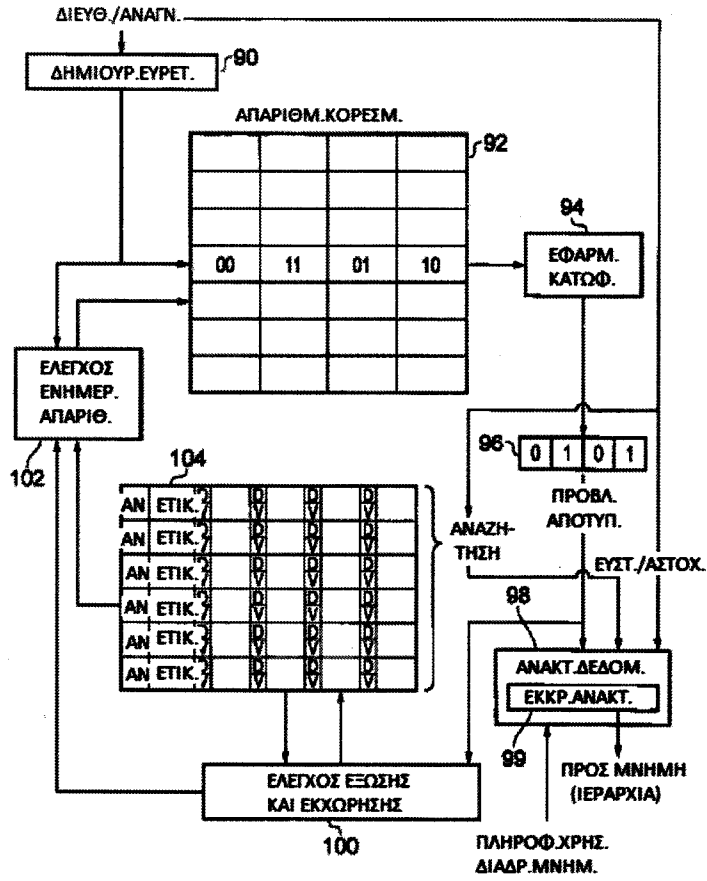 ΔΙΕΥΘ./ΑΝΑΓΝ.
90
ΔΗΜΙΟΥΡ.ΕΥΡΕΤ.
ΑΠΑΡΙΘΜ.ΚΟΡΕΣΜ.
92
94
00 11 01 10
ΕΦΑΡΜ.
ΚΑΤΩΦ.
ΕΛΕΓΧΟΣ
ΕΝΗΜΕΡ.
ΑΠΑΡΙΘ.
102
96
0 1 0 1
ΠΡΟΒΛ.
ΑΠΟΤΥΠ.
104
ΑΝ ΕΤΙΚ. D V D V D V
ΑΝ ΕΤΙΚ. D V D V D V
ΑΝ ΕΤΙΚ. D V D V D V
ΑΝ ΕΤΙΚ. D V D V D V
ΑΝ ΕΤΙΚ. D V D V D V
ΑΝ ΕΤΙΚ. D V D V D V
ΑΝΑΖΗ-
ΤΗΣΗ
ΕΥΣΤ./ΑΣΤΟΧ.
98
ΑΝΑΚΤ.ΔΕΔΟΜ.
ΕΚΚΡ.ΑΝΑΚΤ.
99
ΠΡΟΣ ΜΝΗΜΗ
(ΙΕΡΑΡΧΙΑ)
ΕΛΕΓΧΟΣ ΕΞΩΣΗΣ
ΚΑΙ ΕΚΧΩΡΗΣΗΣ
100
ΠΛΗΡΟΦ.ΧΡΗΣ.
ΔΙΑΔΡ.ΜΝΗΜ.